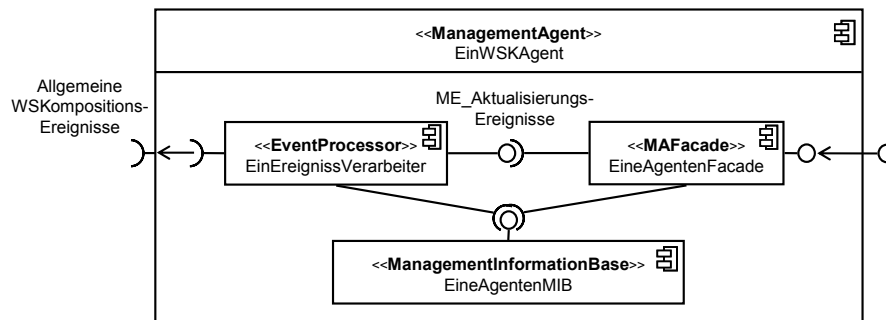 <<ManagementAgent>>
EinWSKAgent
Allgemeine
WSKompositions-
Ereignisse
ME_Aktualisierungs-
Ereignisse
<<EventProcessor>>
EinEreignissVerarbeiter
<<MAFacade>>
EineAgentenFacade
<<ManagementInformationBase>>
EineAgentenMIB